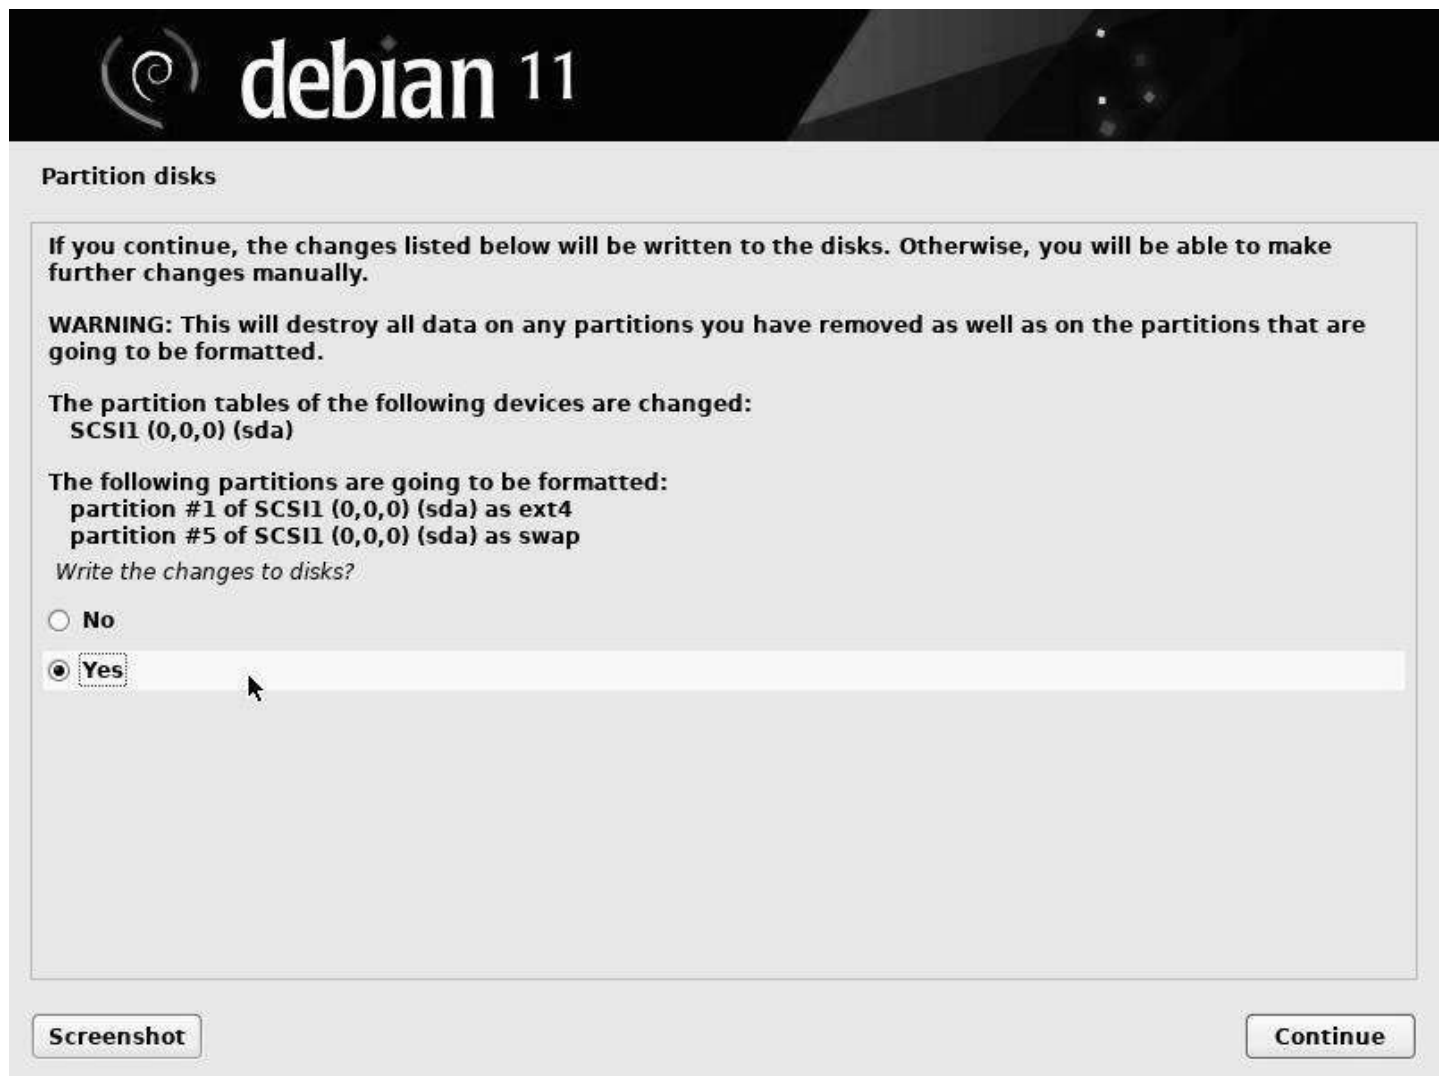 debian 11
Partition disks
If you continue, the changes listed below will be written to the disks. Otherwise, you will be able to make
further changes manually.
WARNING: This will destroy all data on any partitions you have removed as well as on the partitions that are
going to be formatted.
The partition tables of the following devices are changed:
SCSI1 (0,0,0) (sda)
The following partitions are going to be formatted:
partition #1 of SCSI1 (0,0,0) (sda) as ext4
partition #5 of SCSI1 (0,0,0) (sda) as swap
Write the changes to disks?
No
Yes
Screenshot
Continue